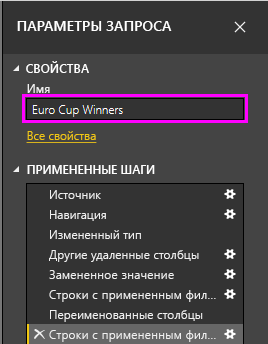 ПАРАМЕТРЫ ЗАПРОСА
СВОЙСТВА
Имя
Euro Cup Winners
Все свойства
ПРИМЕНЕННЫЕ ШАГИ
Источник
Навигация
Измененный тип
Другие удаленные столбцы
Замененное значение
Строки с примененным фил...
Переименованные столбцы
Строки с примененным фил...